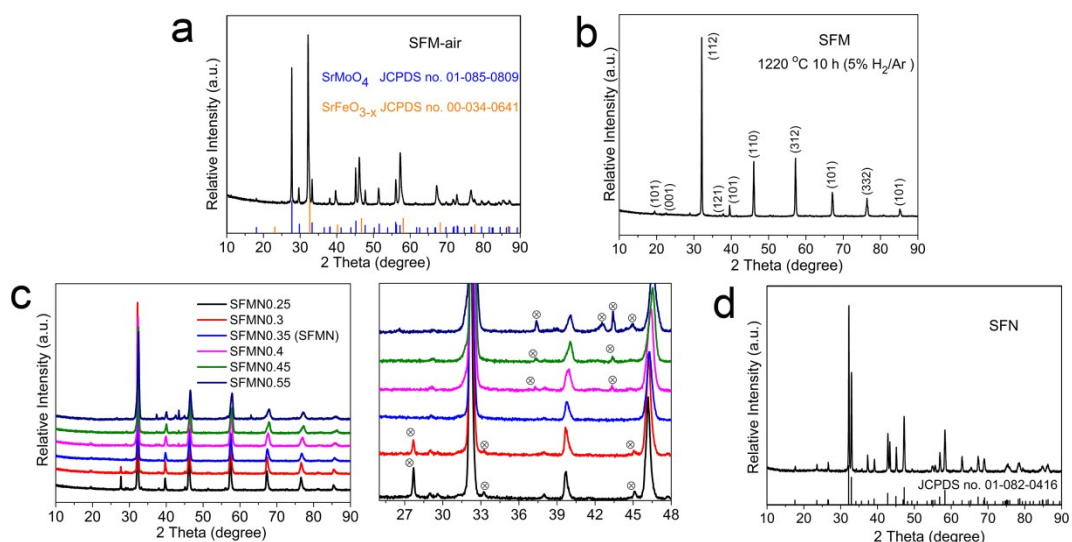 a
SFM-air
SrMoO4 JCPDS no. 01-085-0809
SrFeO3-x JCPDS no. 00-034-0641
Relative Intensity (a.u.)
10 20 30 40 50 60 70 80 90
2 Theta (degree)
b
SFM
1220 °C 10 h (5% H2/Ar )
(112)
(101)
(001)
(121)
(101)
(110)
(312)
(101)
(332)
(101)
Relative Intensity (a.u.)
10 20 30 40 50 60 70 80 90
2 Theta (degree)
c
SFMN0.25
SFMN0.3
SFMN0.35 (SFMN)
SFMN0.4
SFMN0.45
SFMN0.55
Relative Intensity (a.u.)
10 20 30 40 50 60 70 80 90
2 Theta (degree)
27 30 33 36 39 42 45 48
2 Theta (degree)
d
SFN
JCPDS no. 01-082-0416
Relative Intensity (a.u.)
10 20 30 40 50 60 70 80 90
2 Theta (degree)